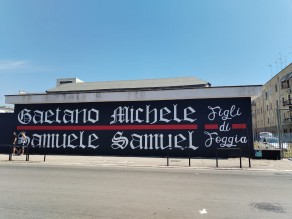 Gaetano Michele
Samuele Samuel
Figli
di
Foggia